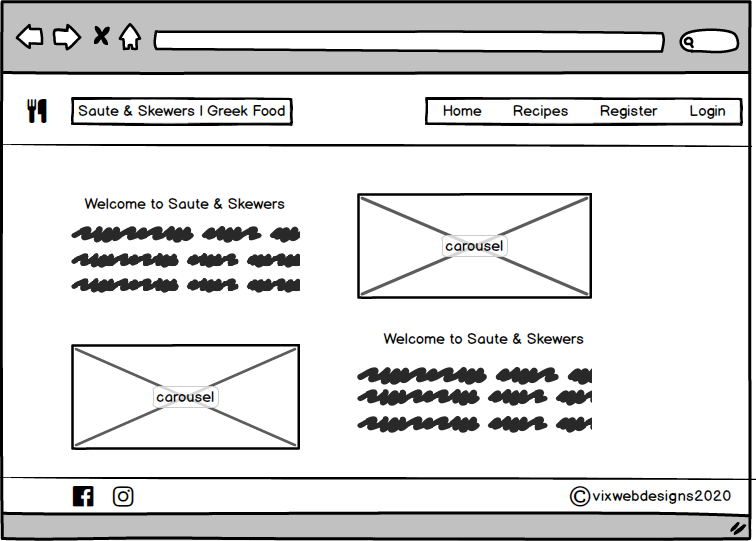 Saute & Skewers | Greek Food
Home Recipes Register Login
Welcome to Saute & Skewers
carousel
Welcome to Saute & Skewers
carousel
©vixwebdesigns2020